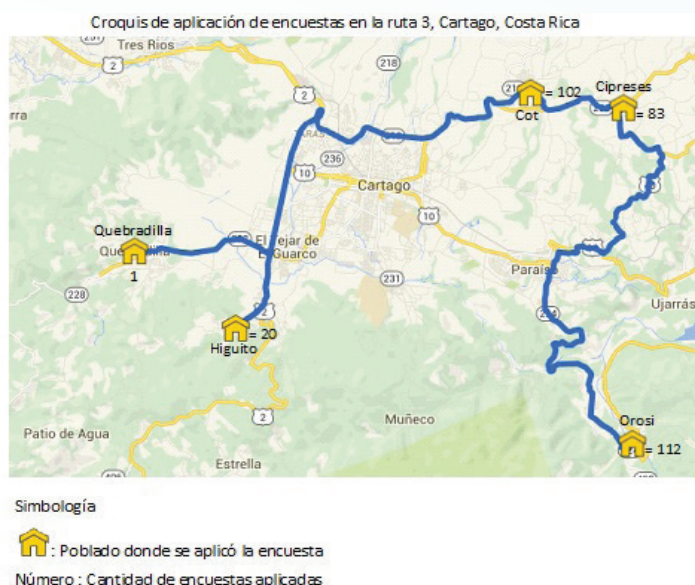 Croquis de aplicación de encuestas en la ruta 3, Cartago, Costa Rica
Tres Rios
2
218
2
= 102
Cipreses
Cot
= 83
TARAS
236
10
Cartago
10
Quebradilla
El Tejar de
El Guarco
1
Paraíso
231
228
Ujarrás
2
= 20
Higuito
2
Muñeco
Orosi
Patio de Agua
= 112
Estrella
Simbología
: Poblado donde se aplicó la encuesta
Número : Cantidad de encuestas aplicadas